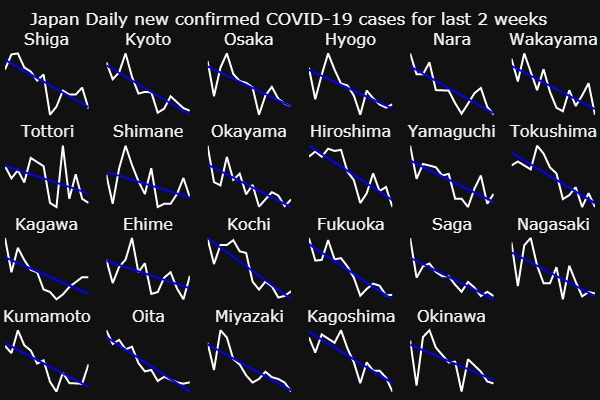 Japan Daily new confirmed COVID-19 cases for last 2 weeks
Shiga Kyoto Osaka Hyogo Nara Wakayama
Tottori Shimane Okayama Hiroshima Yamaguchi Tokushima
Kagawa Ehime Kochi Fukuoka Saga Nagasaki
Kumamoto Oita Miyazaki Kagoshima Okinawa